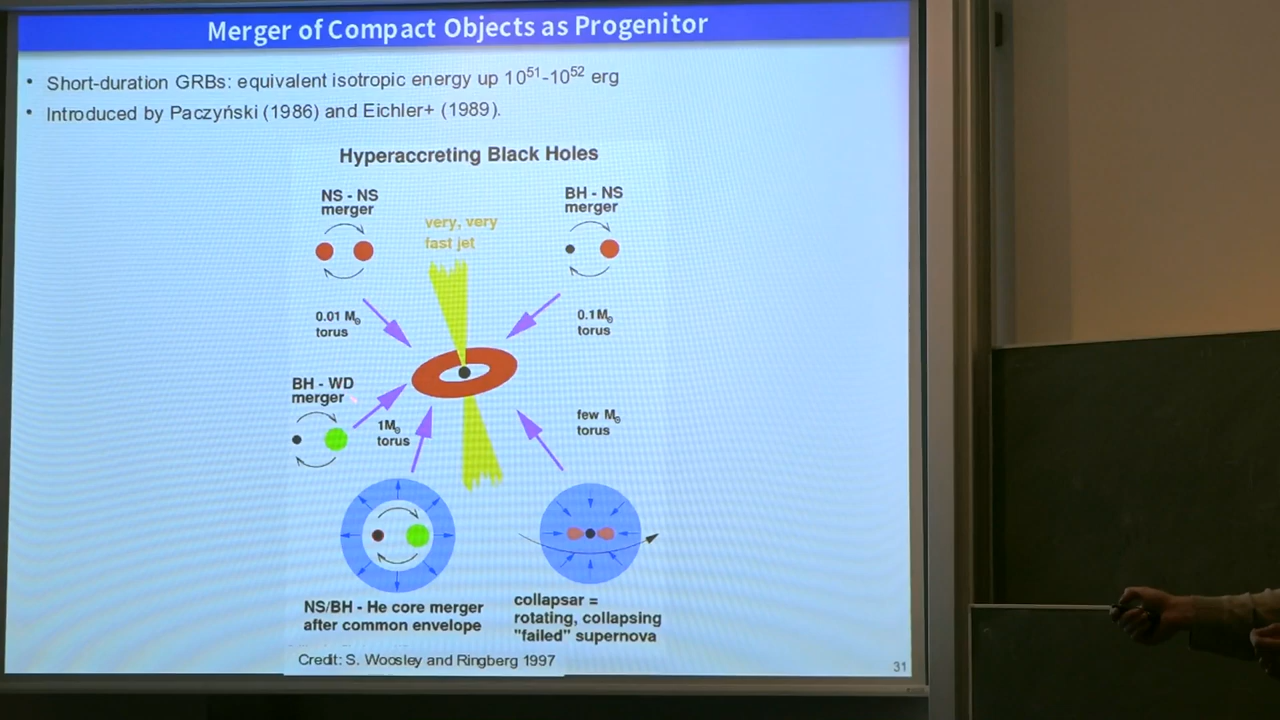 Merger of Compact Objects as Progenitor
• Short-duration GRBs: equivalent isotropic energy up 10⁵¹-10⁵² erg
• Introduced by Paczyński (1986) and Eichler+ (1989).
Hyperaccreting Black Holes
NS - NS
merger
BH - NS
merger
very, very
fast jet
0.01 M⊙
torus
0.1M⊙
torus
BH - WD
merger
1M⊙
torus
few M⊙
torus
NS/BH - He core merger
after common envelope
collapsar =
rotating, collapsing
"failed" supernova
Credit: S. Woosley and Ringberg 1997
31